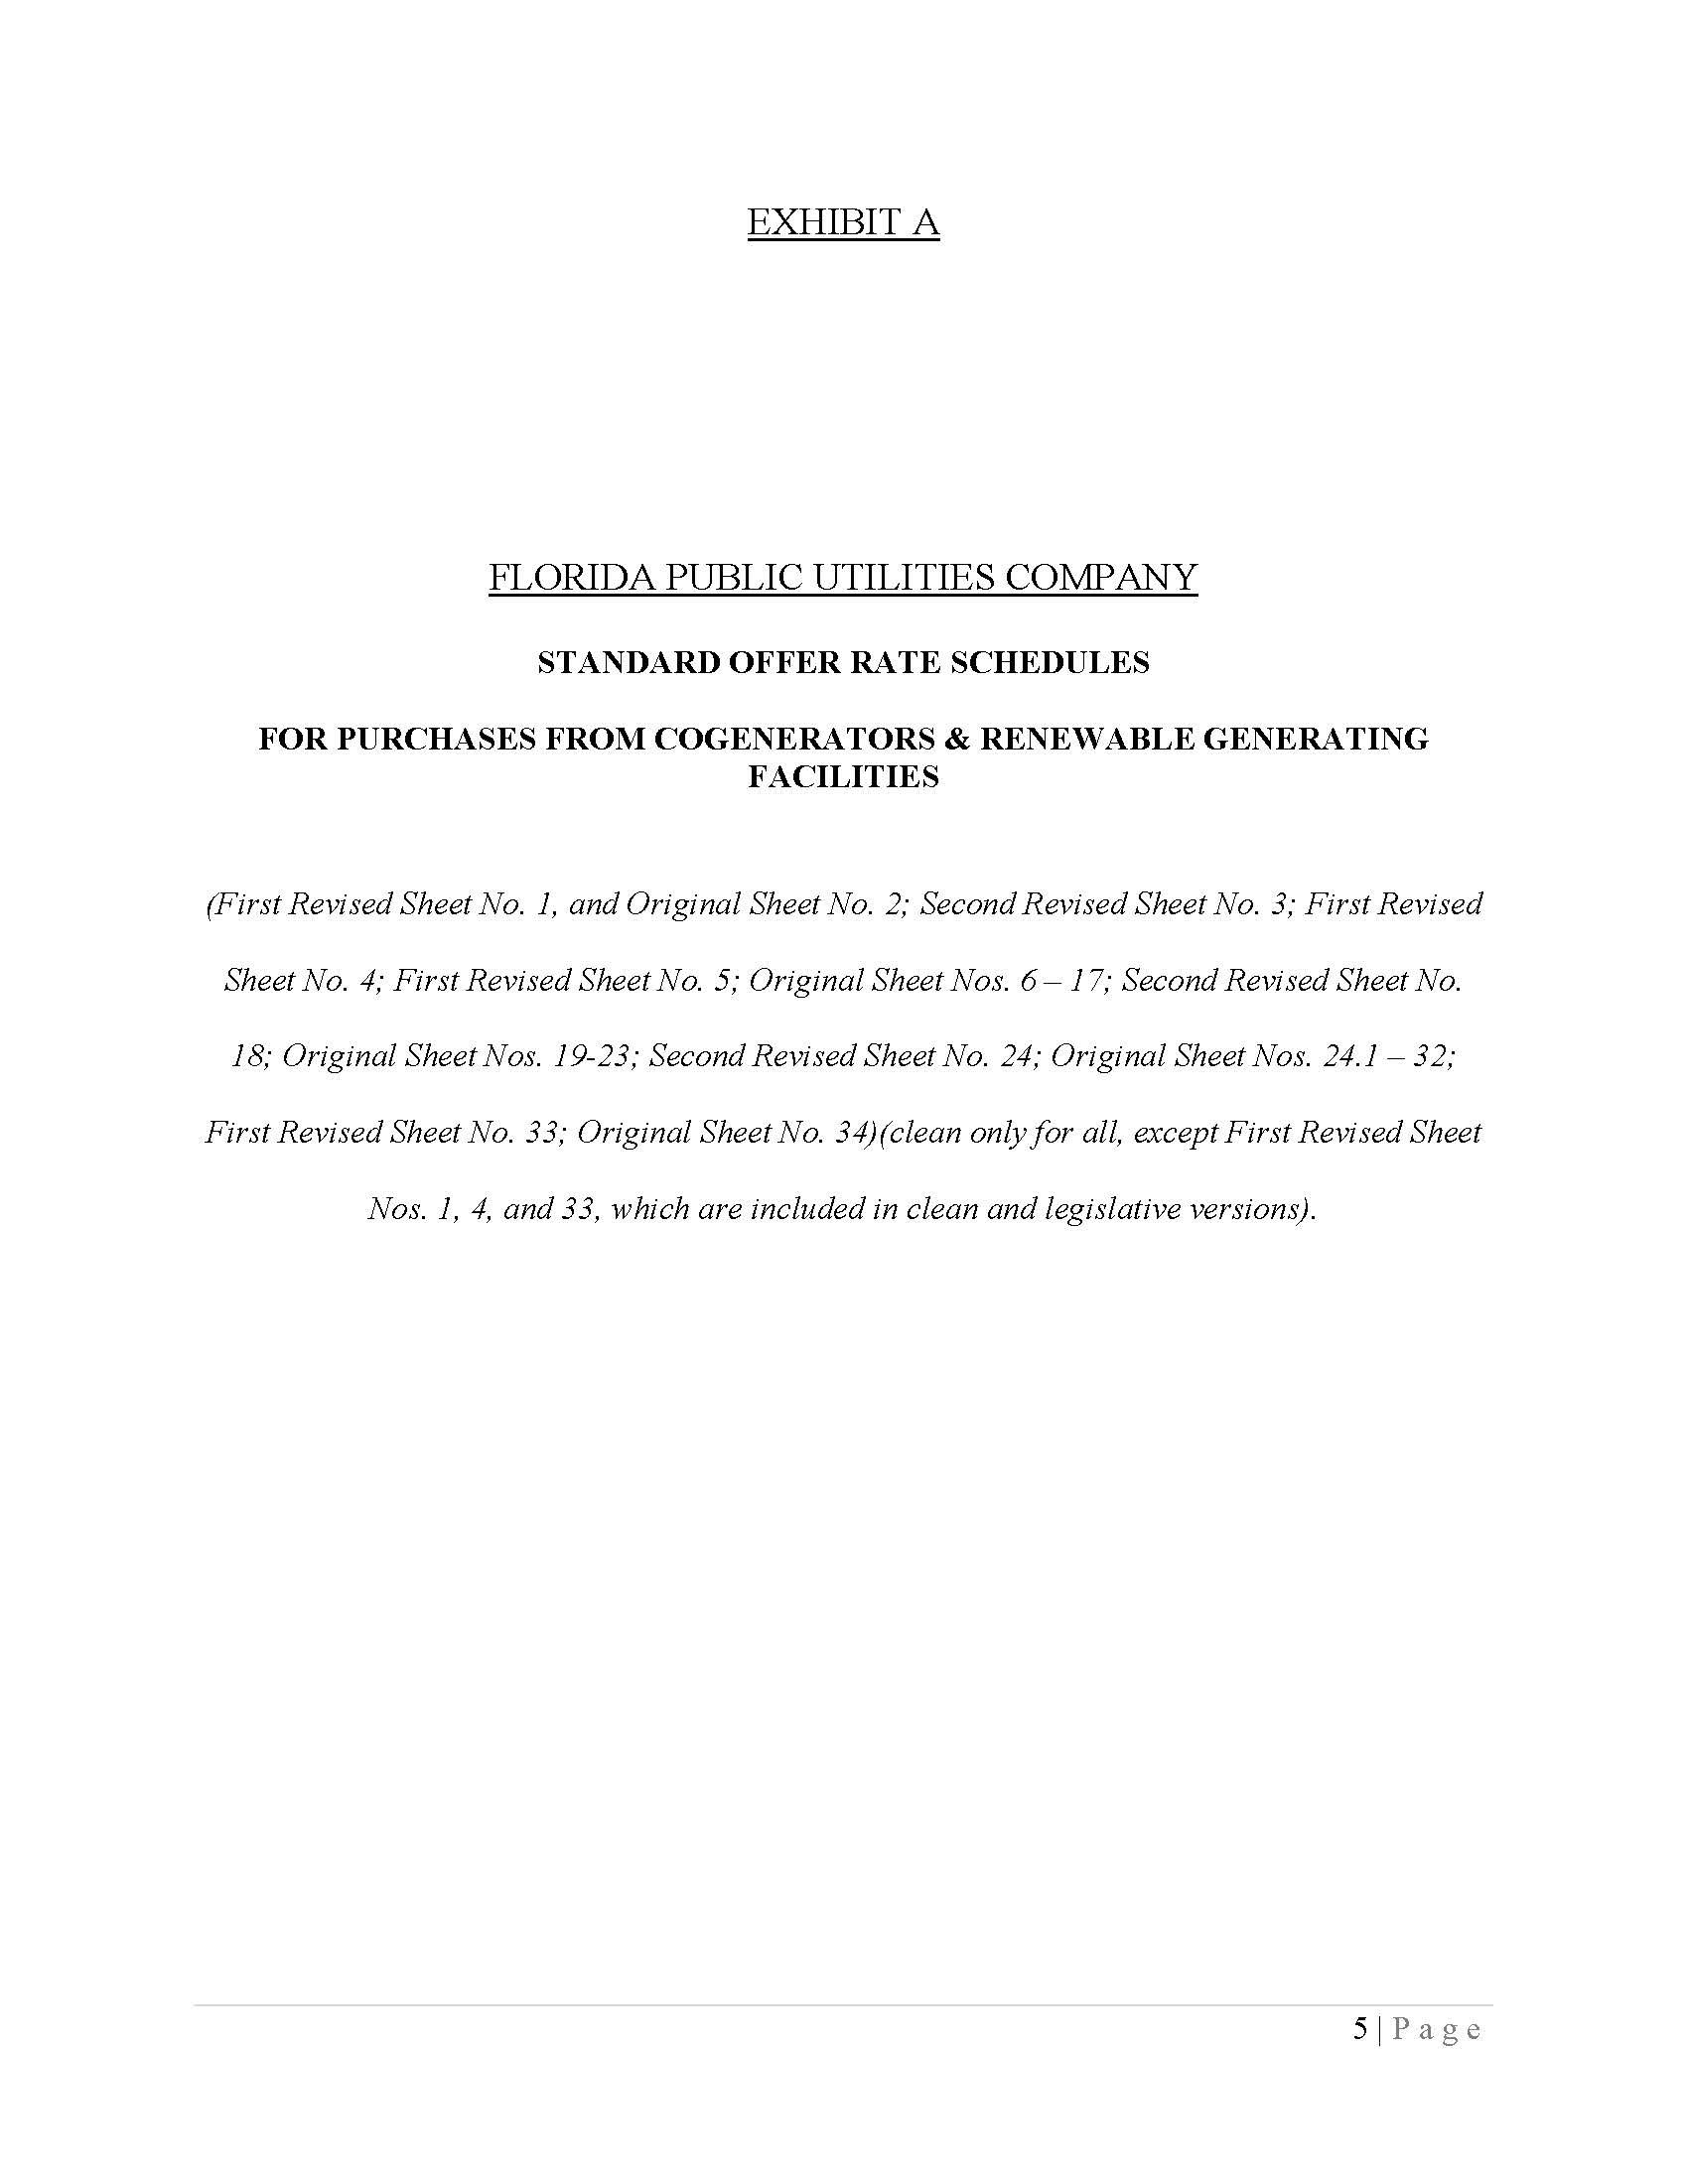 EXHIBIT A
FLORIDA PUBLIC UTILITIES COMPANY
STANDARD OFFER RATE SCHEDULES
FOR PURCHASES FROM COGENERATORS & RENEWABLE GENERATING
FACILITIES
(First Revised Sheet No. 1, and Original Sheet No. 2; Second Revised Sheet No. 3; First Revised
Sheet No. 4; First Revised Sheet No. 5; Original Sheet Nos. 6 – 17; Second Revised Sheet No.
18; Original Sheet Nos. 19-23; Second Revised Sheet No. 24; Original Sheet Nos. 24.1 – 32;
First Revised Sheet No. 33; Original Sheet No. 34)(clean only for all, except First Revised Sheet
Nos. 1, 4, and 33, which are included in clean and legislative versions).
5 | P a g e